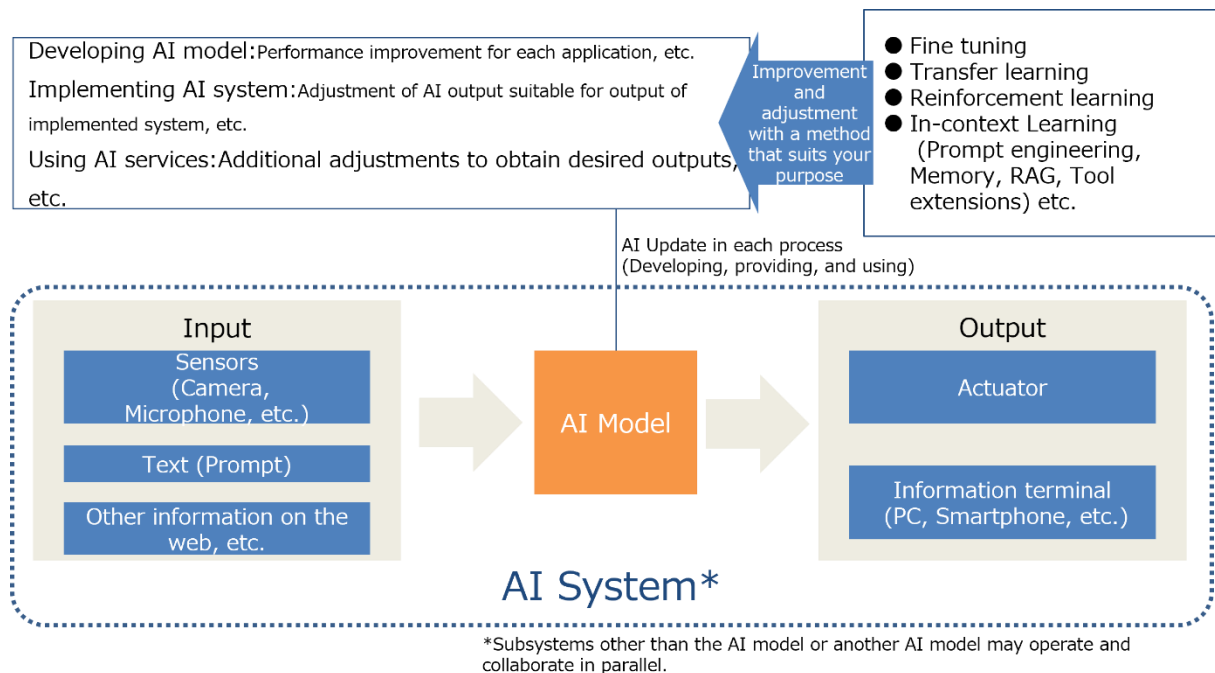 Developing AI model:Performance improvement for each application, etc.
Implementing AI system:Adjustment of AI output suitable for output of
implemented system, etc.
Using AI services:Additional adjustments to obtain desired outputs,
etc.
Improvement
and
adjustment
with a method
that suits your
purpose
● Fine tuning
● Transfer learning
● Reinforcement learning
● In-context Learning
(Prompt engineering,
Memory, RAG, Tool
extensions) etc.
AI Update in each process
(Developing, providing, and using)
Input
Sensors
(Camera,
Microphone, etc.)
Text (Prompt)
Other information on the
web, etc.
AI Model
Output
Actuator
Information terminal
(PC, Smartphone, etc.)
AI System*
*Subsystems other than the AI model or another AI model may operate and
collaborate in parallel.